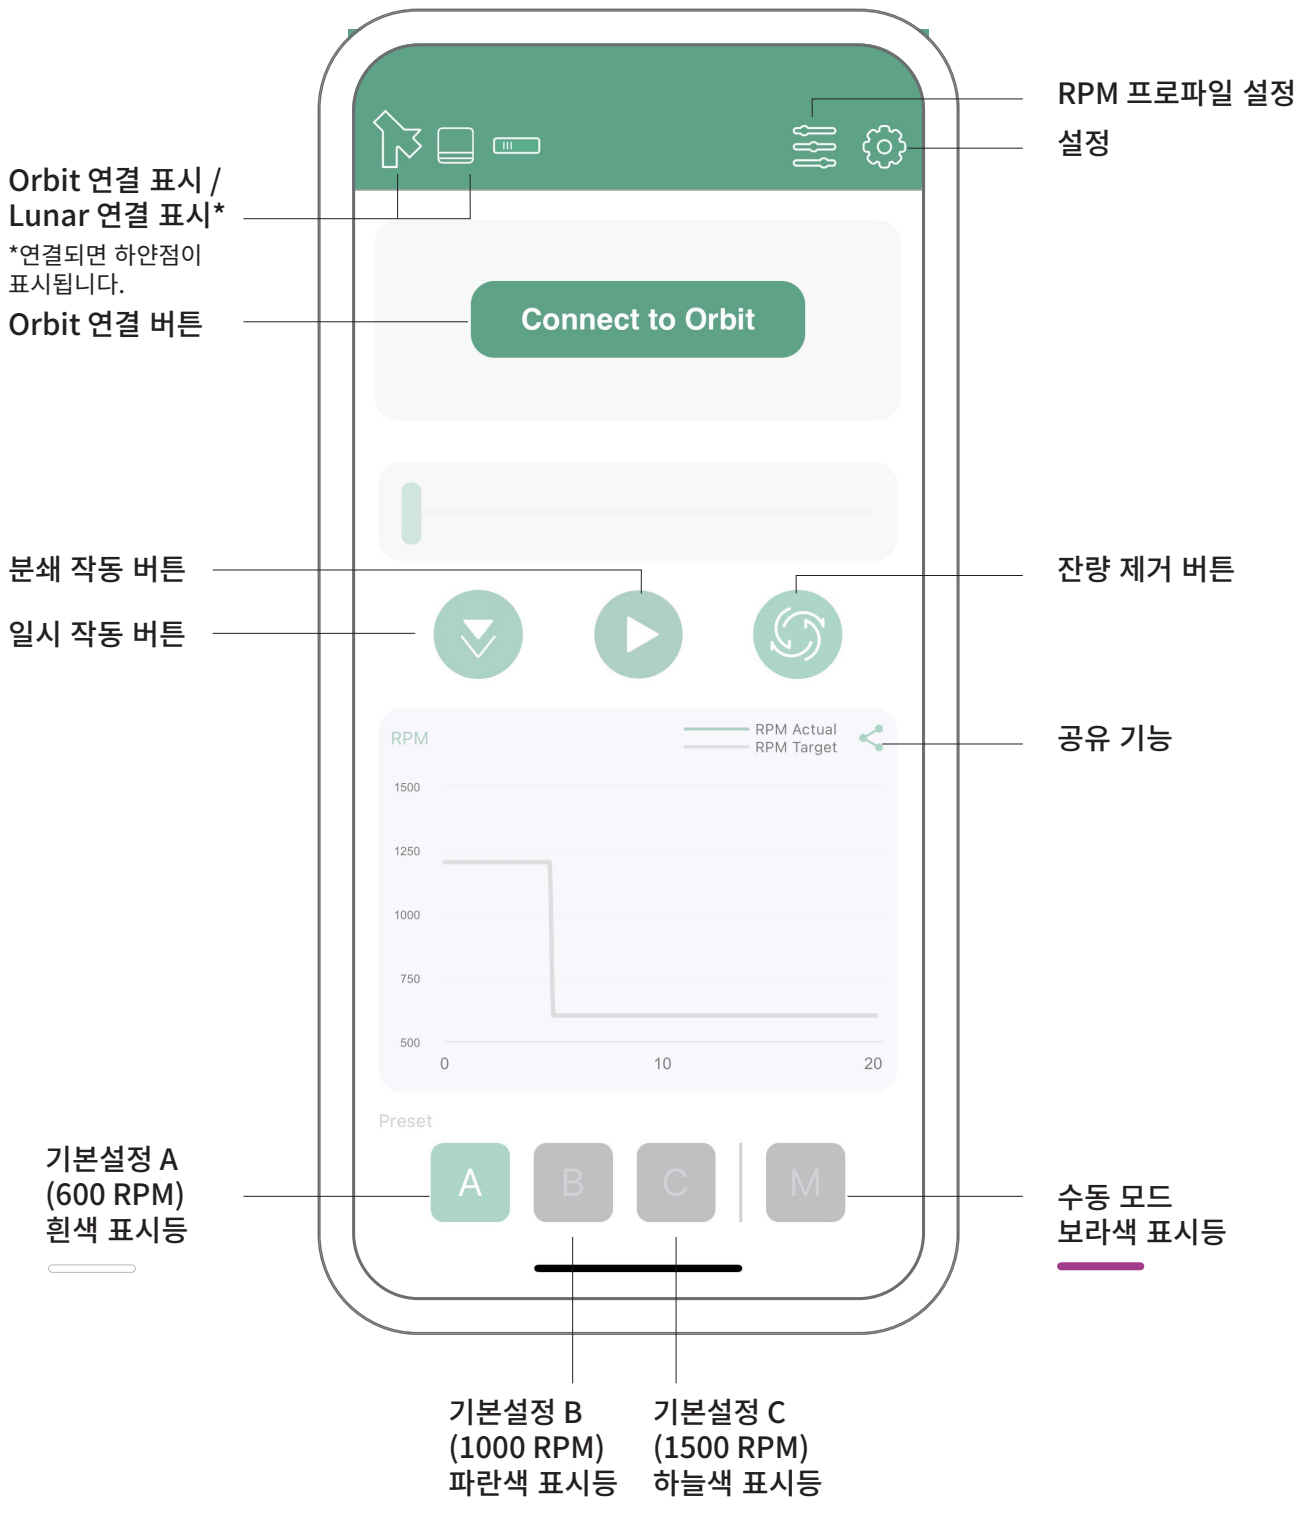 RPM 프로파일 설정
설정
Orbit 연결 표시 /
Lunar 연결 표시*
*연결되면 하얀점이
표시됩니다.
Orbit 연결 버튼
Connect to Orbit
분쇄 작동 버튼
잔량 제거 버튼
일시 작동 버튼
공유 기능
RPM
RPM Actual
RPM Target
1500
1250
1000
750
500
0 10 20
Preset
A B C M
기본설정 A
(600 RPM)
흰색 표시등
수동 모드
보라색 표시등
기본설정 B
(1000 RPM)
파란색 표시등
기본설정 C
(1500 RPM)
하늘색 표시등